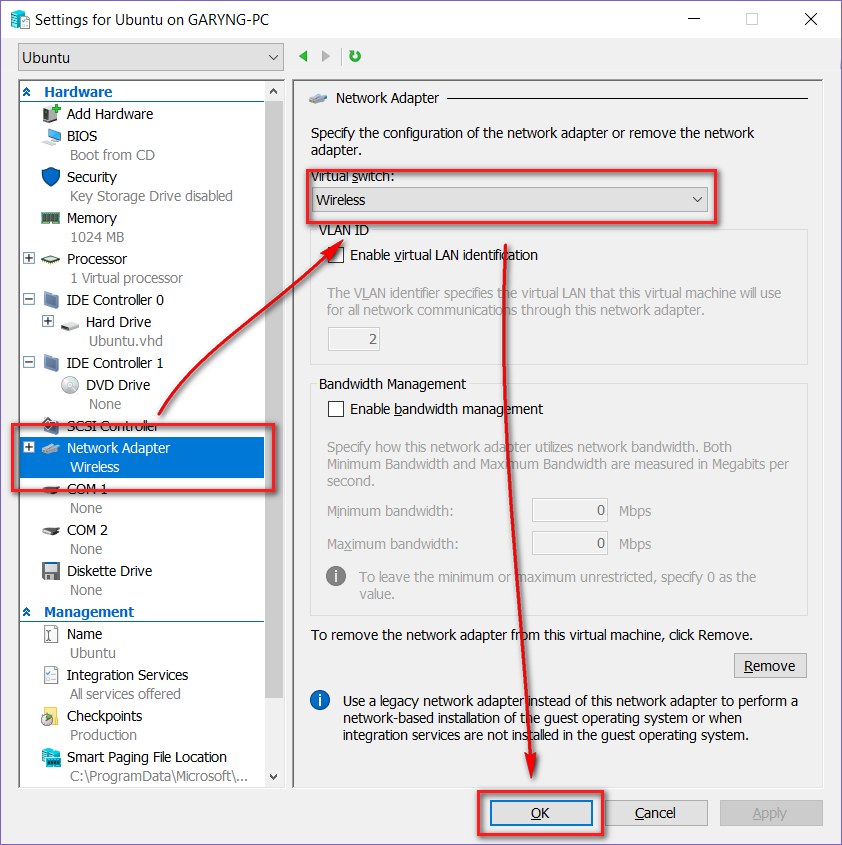 Settings for Ubuntu on GARYNG-PC
Ubuntu
Hardware
Add Hardware
BIOS
Boot from CD
Security
Key Storage Drive disabled
Memory
1024 MB
Processor
1 Virtual processor
IDE Controller 0
Hard Drive
Ubuntu.vhd
IDE Controller 1
DVD Drive
None
SCSI Controller
Network Adapter
Wireless
COM 1
None
COM 2
None
Diskette Drive
None
Management
Name
Ubuntu
Integration Services
All services offered
Checkpoints
Production
Smart Paging File Location
C:\ProgramData\Microsoft\...
Network Adapter
Specify the configuration of the network adapter or remove the network
adapter.
Virtual switch:
Wireless
VLAN ID
Enable virtual LAN identification
The VLAN identifier specifies the virtual LAN that this virtual machine will use
for all network communications through this network adapter.
2
Bandwidth Management
Enable bandwidth management
Specify how this network adapter utilizes network bandwidth. Both
Minimum Bandwidth and Maximum Bandwidth are measured in Megabits per
second.
Minimum bandwidth: 0 Mbps
Maximum bandwidth: 0 Mbps
To leave the minimum or maximum unrestricted, specify 0 as the
value.
To remove the network adapter from this virtual machine, click Remove.
Remove
Use a legacy network adapter instead of this network adapter to perform a
network-based installation of the guest operating system or when
integration services are not installed in the guest operating system.
OK Cancel Apply